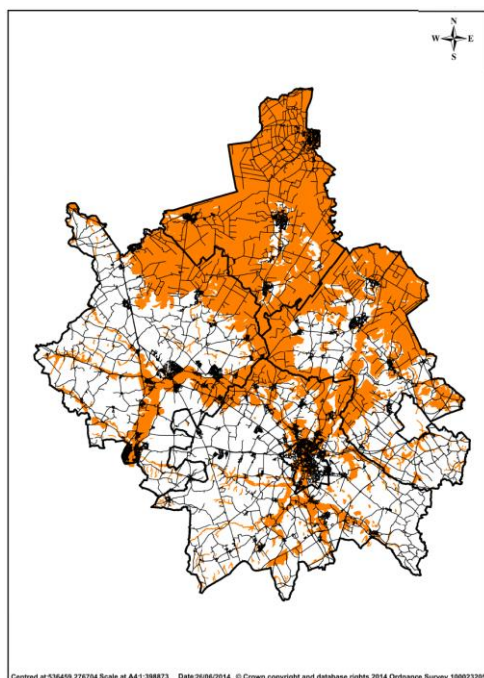 N
W E
S
Centred at:536459,276704 Scale at A4:1:398873 Date:26/06/2014 © Crown copyright and database rights 2014 Ordnance Survey 100023205